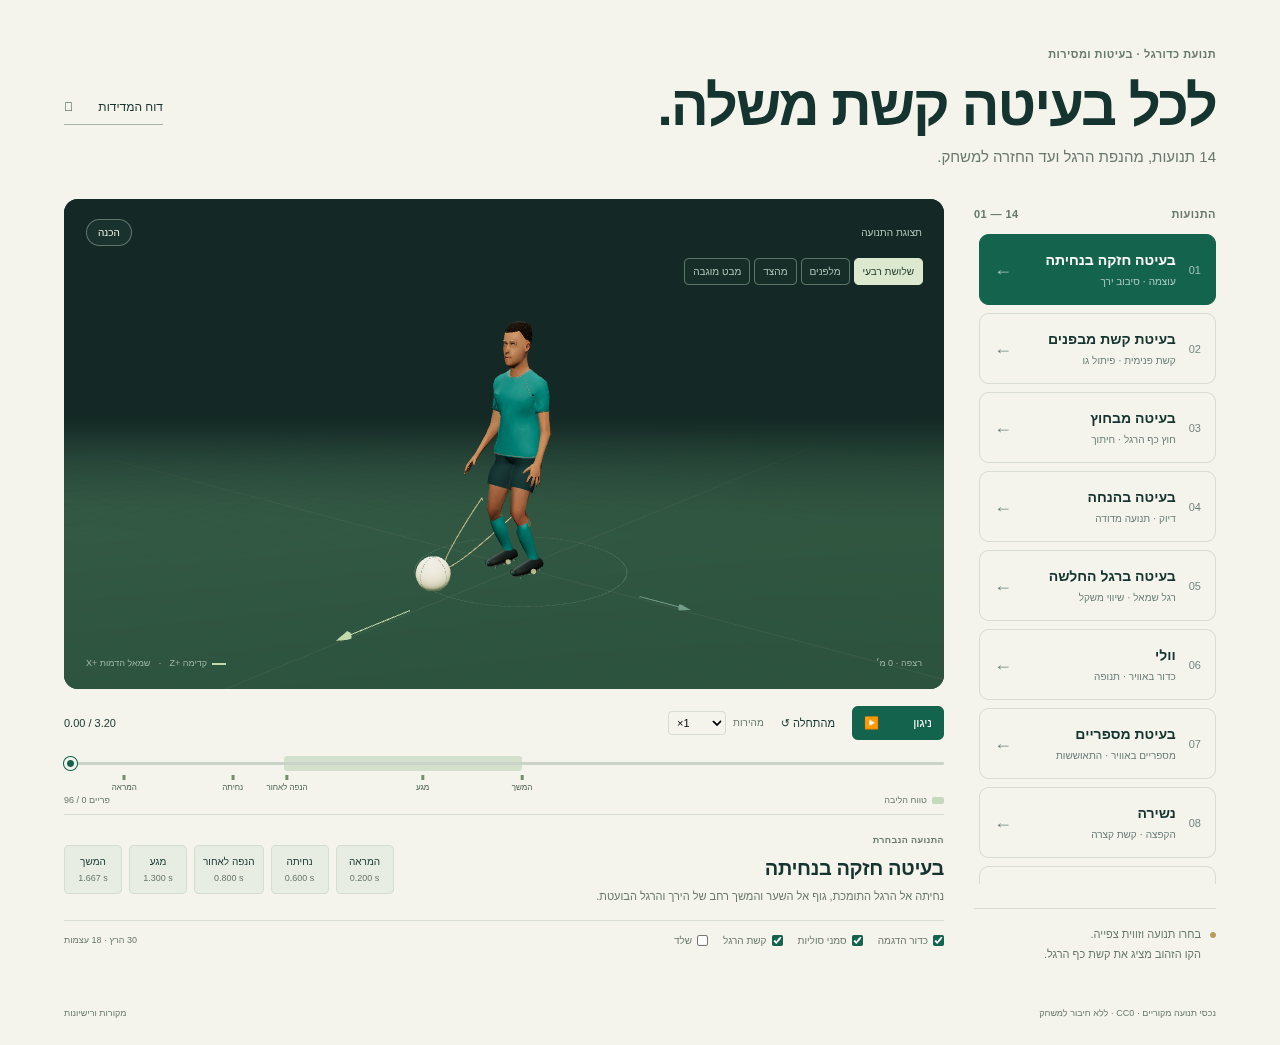 תנועת כדורגל · בעיטות ומסירות
לכל בעיטה קשת משלה.
14 תנועות, מהנפת הרגל ועד החזרה למשחק.
דוח המדידות
התנועות
01 — 14
01
בעיטה חזקה בנחיתה
עוצמה · סיבוב ירך
←
02
בעיטת קשת מבפנים
קשת פנימית · פיתול גו
←
03
בעיטה מבחוץ
חוץ כף הרגל · חיתוך
←
04
בעיטה בהנחה
דיוק · תנועה מדודה
←
05
בעיטה ברגל החלשה
רגל שמאל · שיווי משקל
←
06
וולי
כדור באוויר · תנופה
←
07
בעיטת מספריים
מספריים באוויר · התאוששות
←
08
נשירה
הקפצה · קשת קצרה
←
בחרו תנועה וזווית צפייה.
הקו הזהוב מציג את קשת כף הרגל.
תצוגת התנועה
הכנה
שלושת רבעי
מלפנים
מהצד
מבט מוגבה
רצפה · 0 מ׳
קדימה +Z · שמאל הדמות +X
ניגון ▶
מהתחלה ↺
מהירות
×1
0.00 / 3.20
המראה
נחיתה
הנפה לאחור
מגע
המשך
טווח הליבה
פריים 0 / 96
התנועה הנבחרת
בעיטה חזקה בנחיתה
נחיתה אל הרגל התומכת, גוף אל השער והמשך רחב של הירך והרגל הבועטת.
המראה
0.200 s
נחיתה
0.600 s
הנפה לאחור
0.800 s
מגע
1.300 s
המשך
1.667 s
כדור הדגמה
סמני סוליות
קשת הרגל
שלד
30 הרץ · 18 עצמות
נכסי תנועה מקוריים · CC0 · ללא חיבור למשחק
מקורות ורישיונות